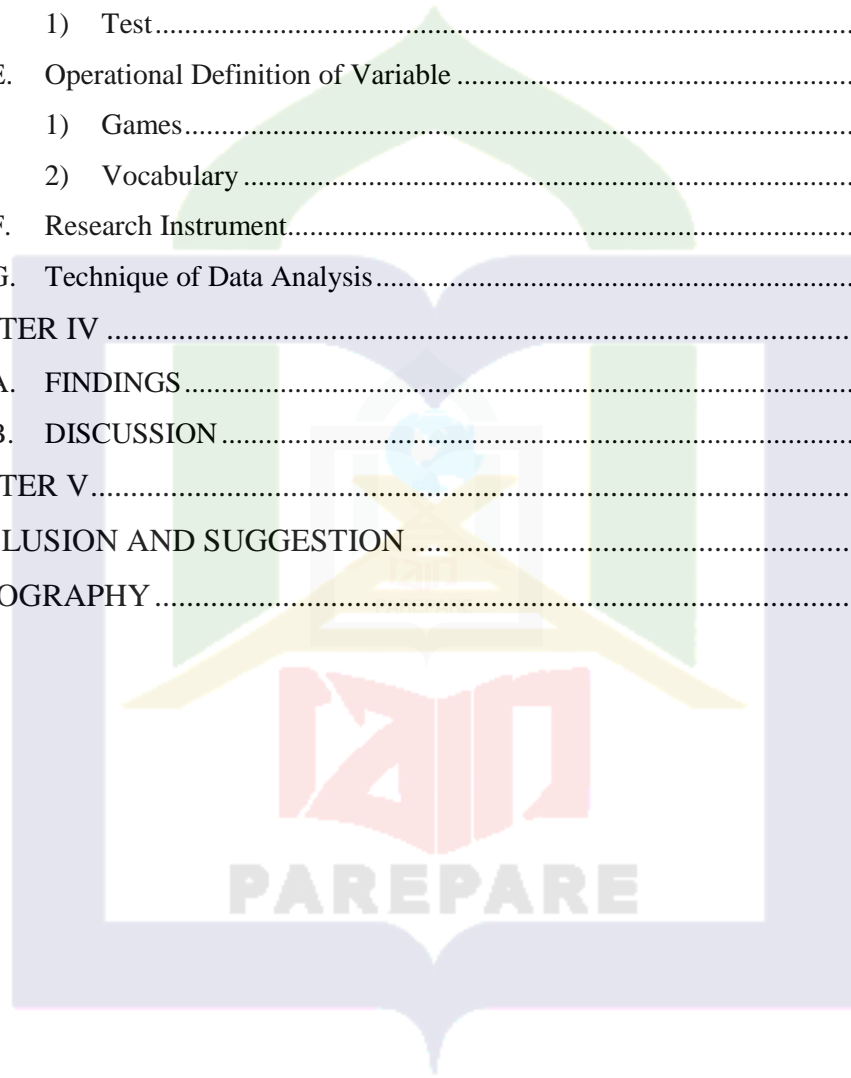 1) Test
E. Operational Definition of Variable
1) Games
2) Vocabulary
F. Research Instrument
G. Technique of Data Analysis
TER IV
A. FINDINGS
B. DISCUSSION
TER V
LUSION AND SUGGESTION
OGRAPHY
iain
PAREPARE